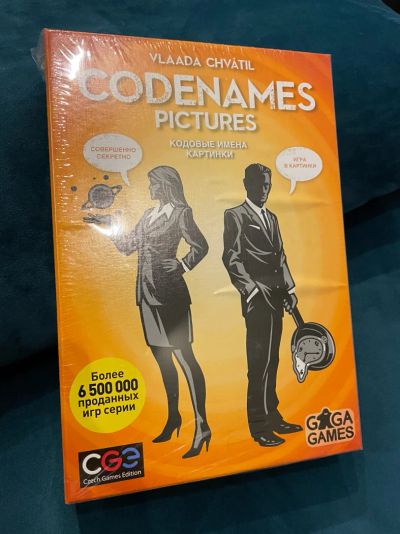 VLAADA CHVÁTIL
CODENAMES
PICTURES
КОДОВЫЕ ИМЕНА
КАРТИНКИ
СОВЕРШЕННО
СЕКРЕТНО
ИГРА
В КАРТИНКИ
Более
6 500 000
проданных
игр серии
CGE
Czech Games Edition
GAGA
GAMES